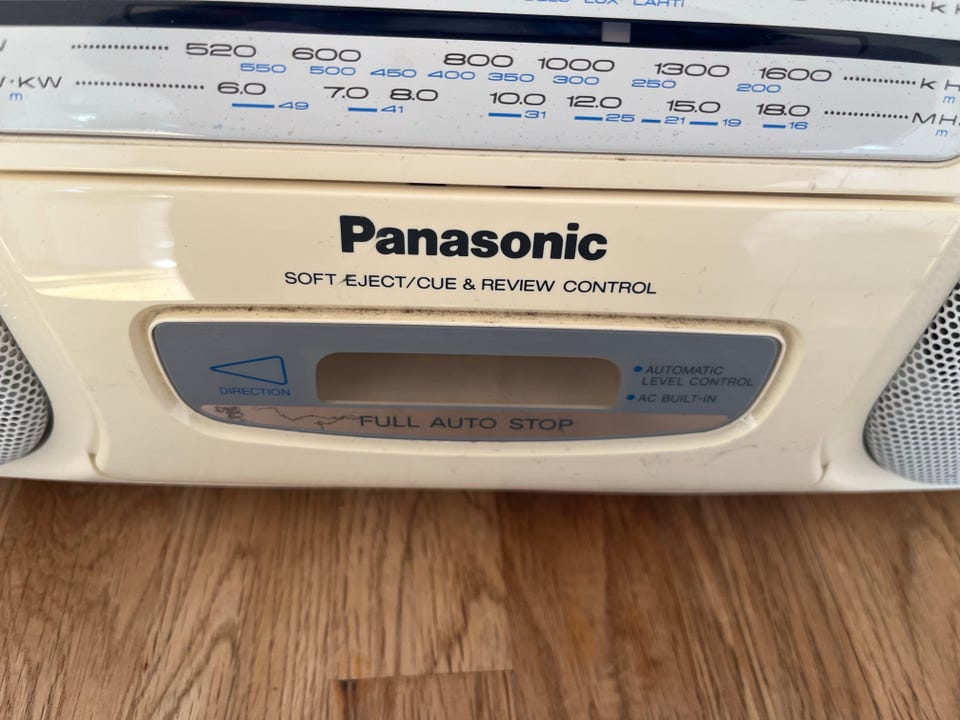 LUX LAHTI
520 600 800 1000 1300 1600
550 500 450 400 350 300 250 200
KW m 6.0 7.0 8.0 10.0 12.0 15.0 18.0 m
49 41 31 25 21 19 16 m
Panasonic
SOFT EJECT/CUE & REVIEW CONTROL
DIRECTION
• AUTOMATIC
LEVEL CONTROL
• AC BUILT-IN
FULL AUTO STOP